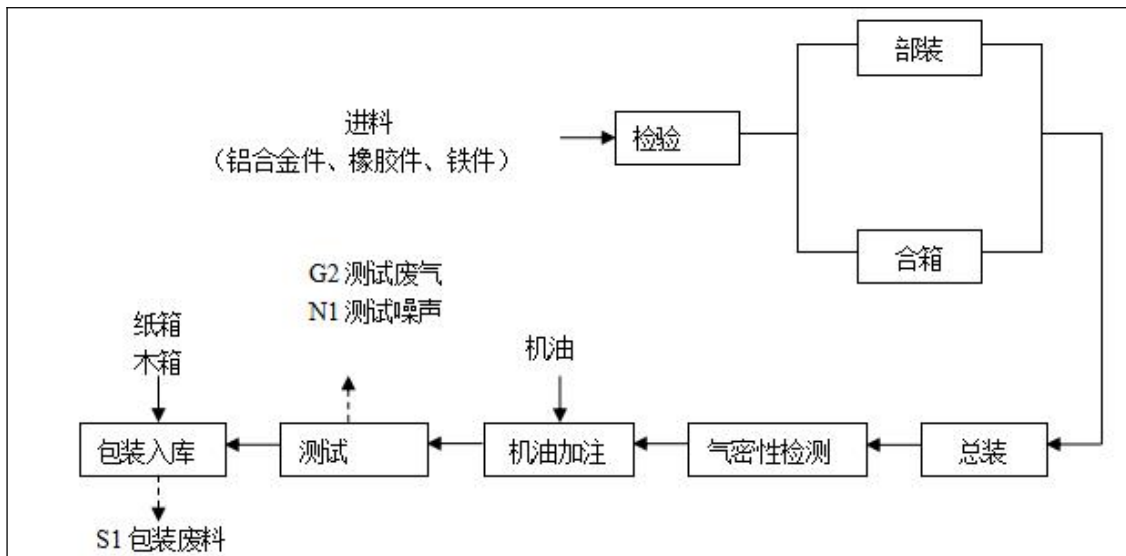 部装
进料
（铝合金件、橡胶件、铁件）
检验
合箱
G2 测试废气
N1 测试噪声
纸箱
木箱
机油
包装入库
测试
机油加注
气密性检测
总装
S1 包装废料